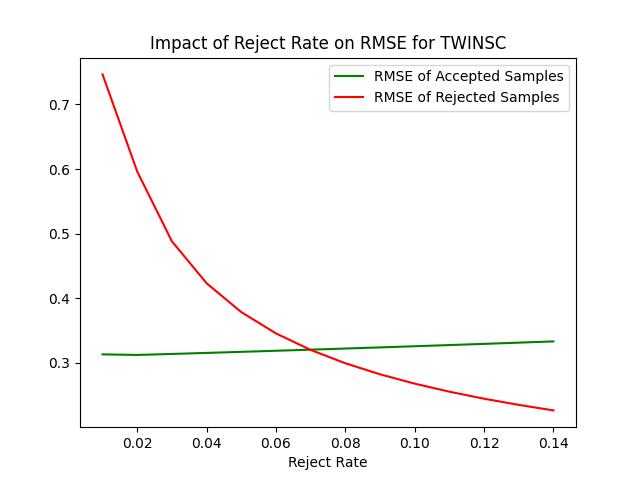 Impact of Reject Rate on RMSE for TWINSC
RMSE of Accepted Samples
RMSE of Rejected Samples
0.7
0.6
0.5
0.4
0.3
0.02 0.04 0.06 0.08 0.10 0.12 0.14
Reject Rate